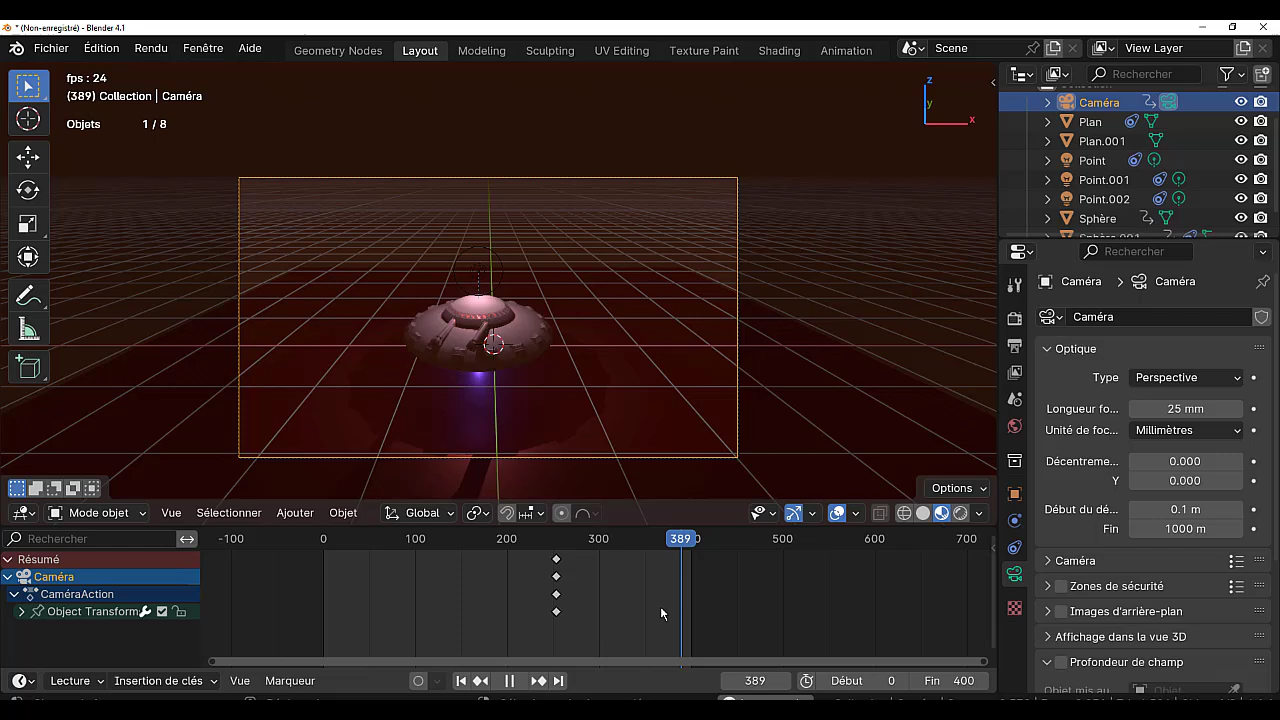 * (Non-enregistré) - Blender 4.1
Fichier Édition Rendu Fenêtre Aide Geometry Nodes Layout Modeling Sculpting UV Editing Texture Paint Shading Animation Scene View Layer
fps : 24
(389) Collection | Caméra
Objets 1 / 8
z
y
x
Rechercher
Caméra
Plan
Plan.001
Point
Point.001
Point.002
Sphère
Sphère.001
Rechercher
Caméra > Caméra
Caméra
Optique
Type Perspective
Longueur fo... 25 mm
Unité de foc... Millimètres
Décentreme... 0.000
Y 0.000
Début du dé... 0.1 m
Fin 1000 m
Caméra
Zones de sécurité
Images d'arrière-plan
Affichage dans la vue 3D
Profondeur de champ
Objet mis au Objet
Options
Mode objet Vue Sélectionner Ajouter Objet Global
Rechercher -100 0 100 200 300 389 500 600 700
Résumé
Caméra
CaméraAction
Object Transform
Lecture Insertion de clés Vue Marqueur 389 Début 0 Fin 400